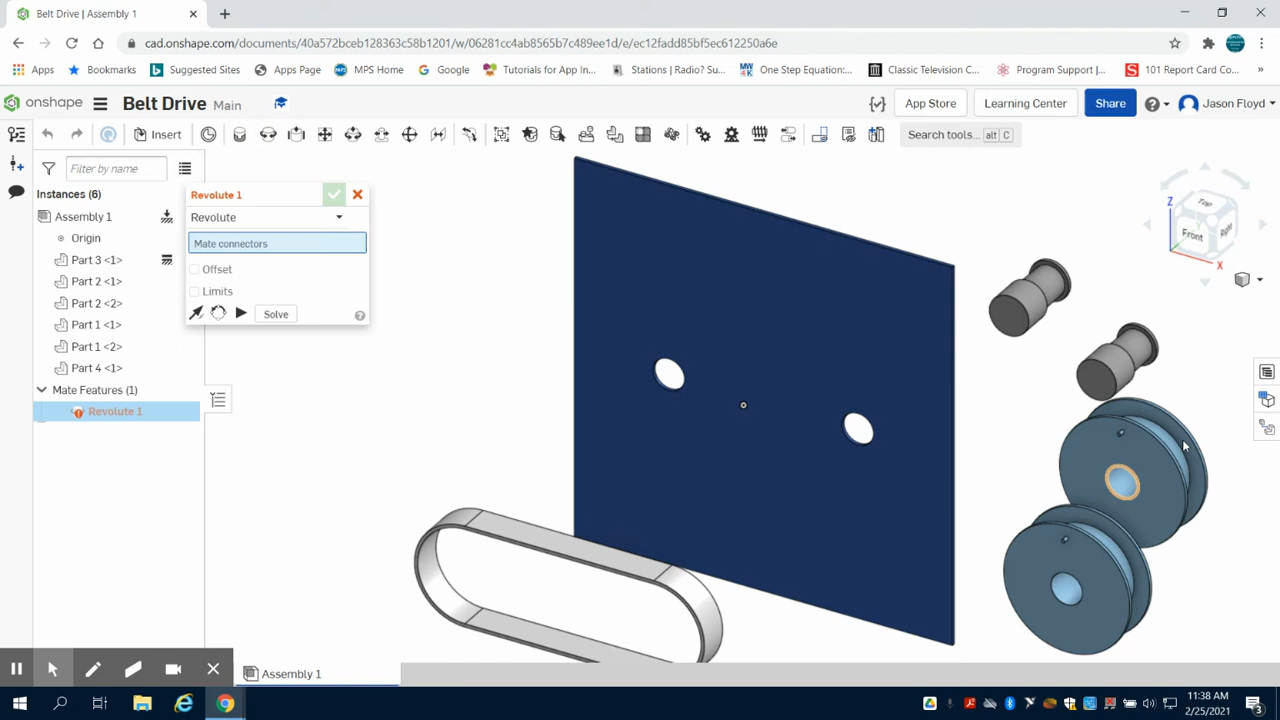 Belt Drive | Assembly 1
cad.onshape.com/documents/40a572bceb128363c58b1201/w/06281cc4ab8565b7c489ee1d/e/ec12fadd85bf5ec612250a6e
Apps
Bookmarks
Suggested Sites
Apps Page
MPS Home
Google
Tutorials for App In...
Stations | Radio? Su...
One Step Equation:...
Classic Television C...
Program Support |...
101 Report Card Co...
»
onshape
Belt Drive Main
App Store
Learning Center
Share
Jason Floyd
Insert
Search tools... alt C
Filter by name
Instances (6)
Assembly 1
Origin
Part 3 <1>
Part 2 <1>
Part 2 <2>
Part 1 <1>
Part 1 <2>
Part 4 <1>
Mate Features (1)
Revolute 1
Revolute 1
Revolute
Mate connectors
Offset
Limits
Solve
Z
Top
Front
Right
X
Assembly 1
11:38 AM
2/25/2021
3